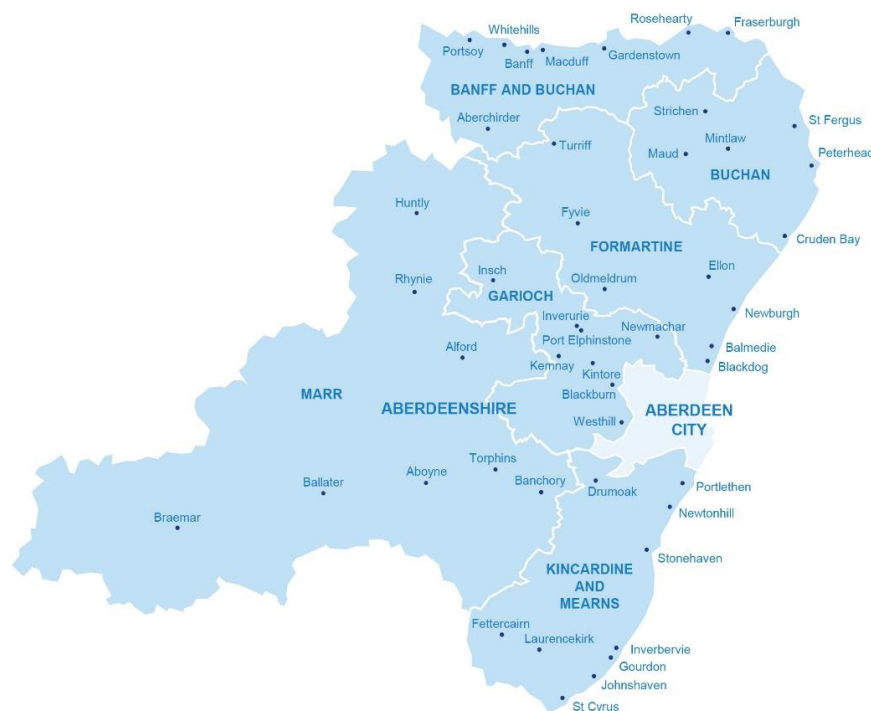 Rosehearty
Fraserburgh
Whitehills
Portsoy
Banff
Macduff
Gardenstown
BANFF AND BUCHAN
Strichen
Aberchirder
St Fergus
Mintlaw
Turriff
Maud
Peterhead
BUCHAN
Huntly
Fyvie
Cruden Bay
FORMARTINE
Insch
Ellon
Rhynie
Oldmeldrum
GARIOCH
Newburgh
Inverurie
Newmachar
Port Elphinstone
Alford
Balmedie
Kemnay
Blackdog
Kintore
Blackburn
MARR
ABERDEENSHIRE
ABERDEEN
CITY
Westhill
Torphins
Aboyne
Ballater
Banchory
Drumoak
Portlethen
Newtonhill
Braemar
Stonehaven
KINCARDINE
AND
MEARNS
Fettercairn
Laurencekirk
Inverbervie
Gourdon
Johnshaven
St Cyrus